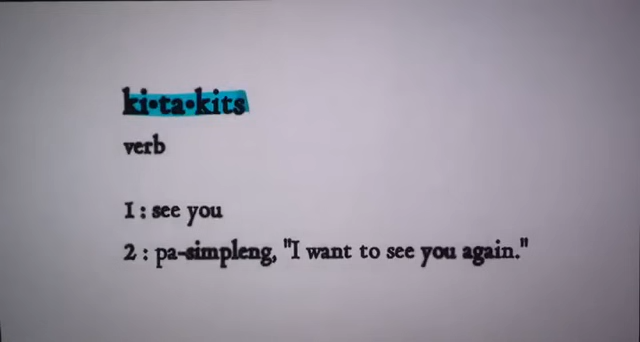 ki•ta•kits
verb
1 : see you
2 : pa-simpleng, "I want to see you again."